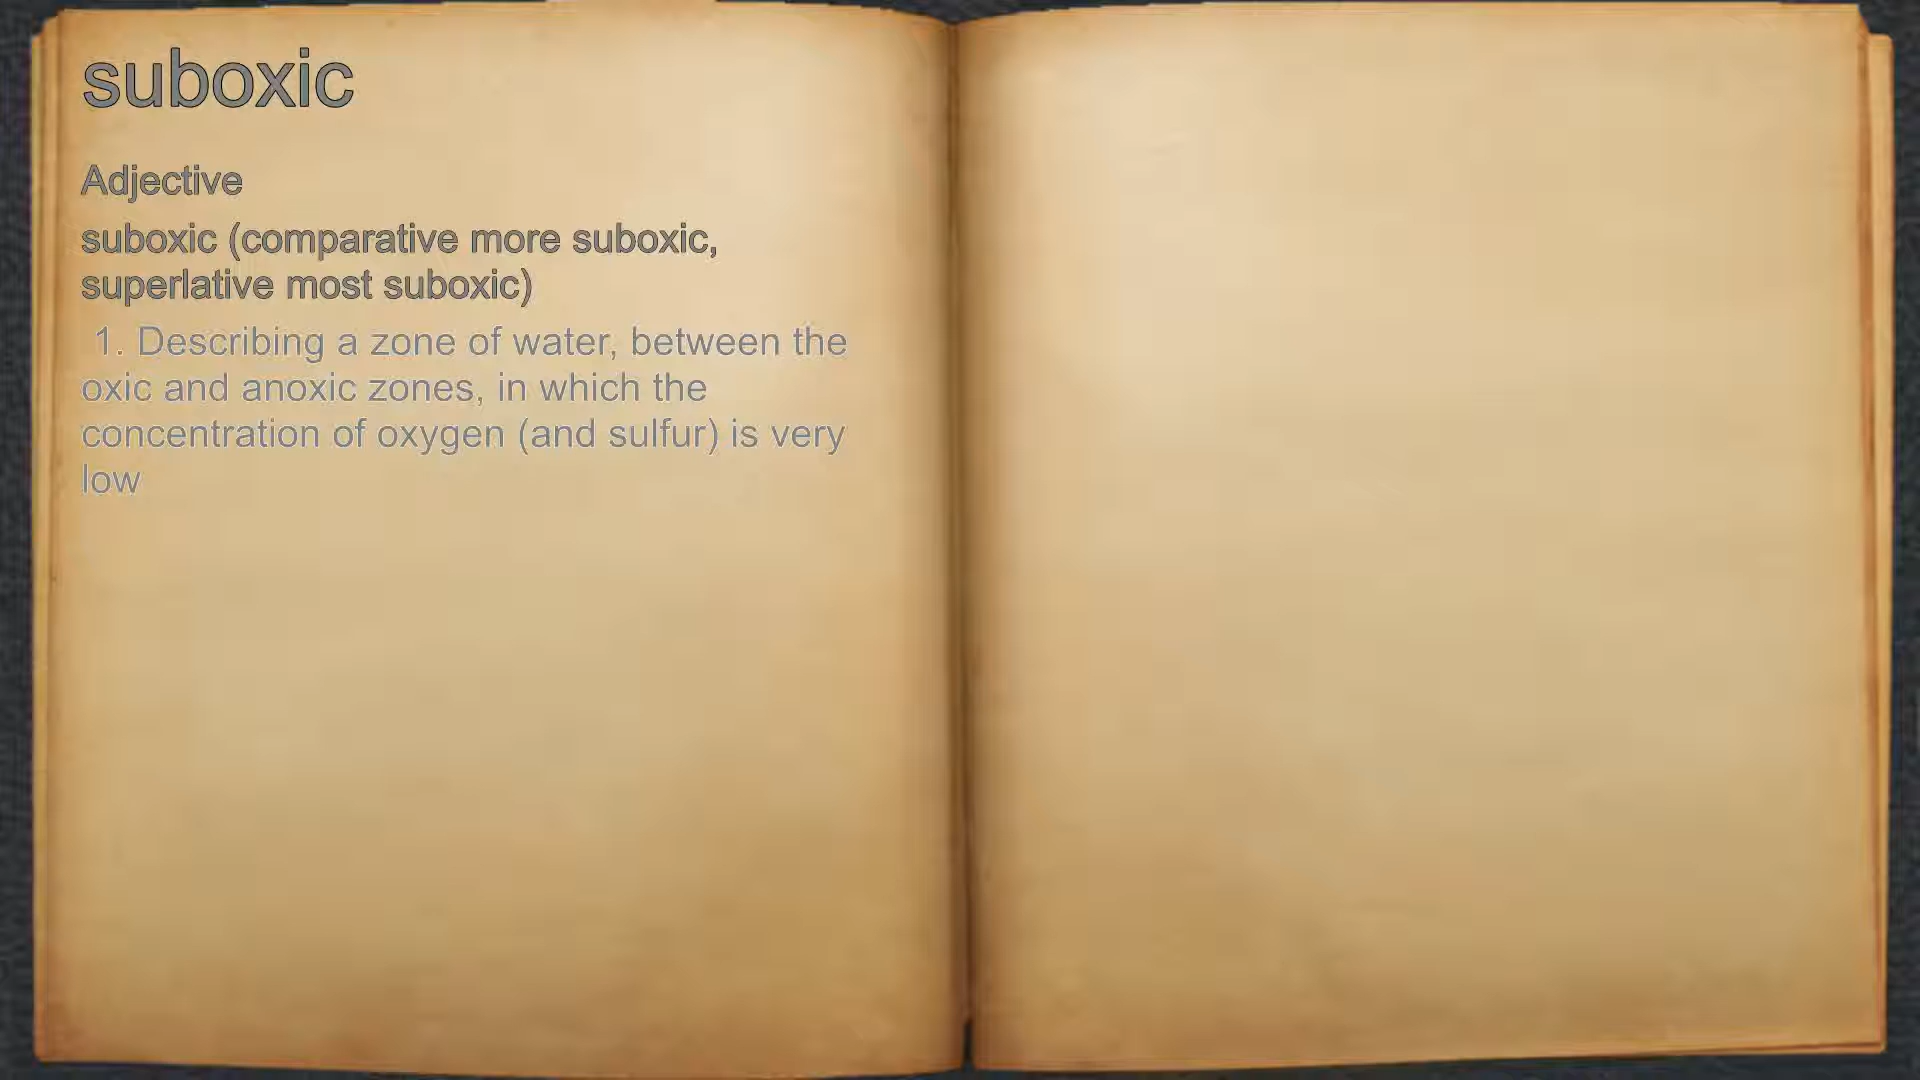 suboxic
Adjective
suboxic (comparative more suboxic,
superlative most suboxic)
1. Describing a zone of water, between the
oxic and anoxic zones, in which the
concentration of oxygen (and sulfur) is very
low